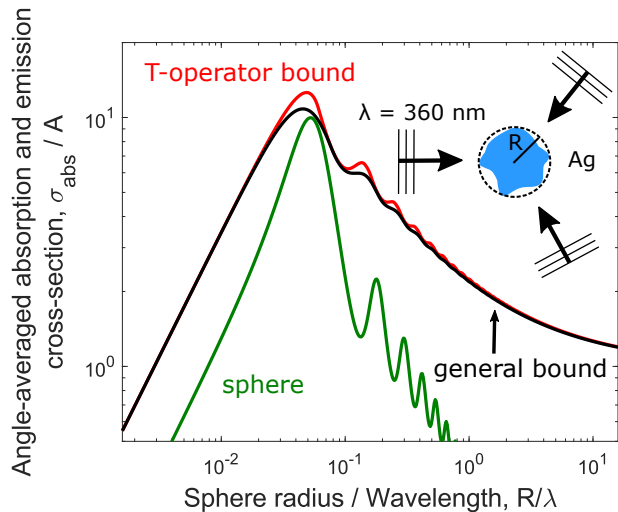 Angle-averaged absorption and emission
cross-section, σabs / A
10¹
10⁰
T-operator bound
λ = 360 nm
R
Ag
sphere
general bound
10⁻²
10⁻¹
10⁰
10¹
Sphere radius / Wavelength, R/λ